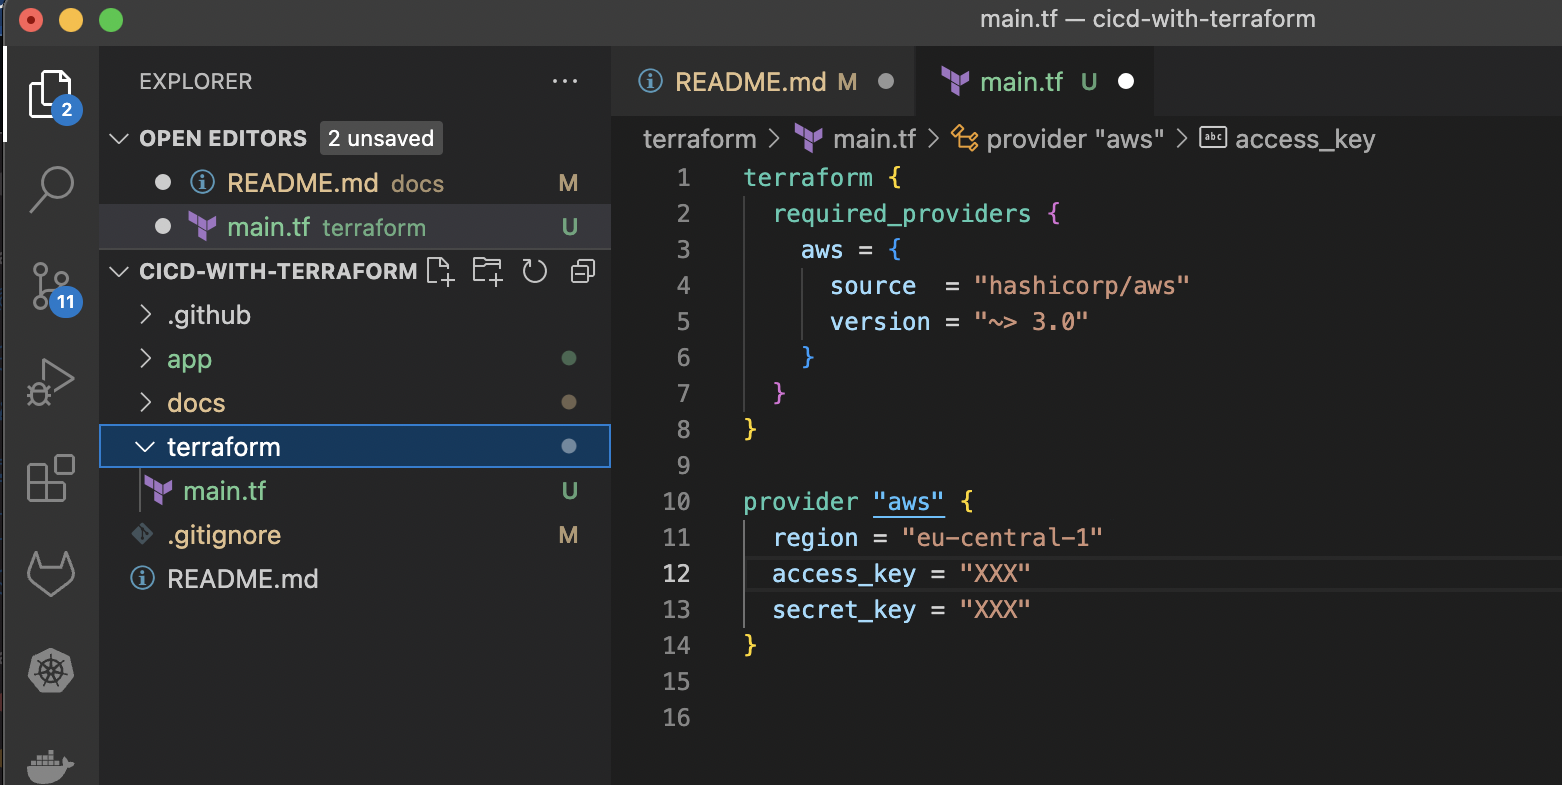 main.tf — cicd-with-terraform
EXPLORER ...
2
OPEN EDITORS 2 unsaved
README.md docs M
main.tf terraform U
CICD-WITH-TERRAFORM
11
.github
app
docs
terraform
main.tf U
.gitignore M
README.md
README.md M main.tf U
terraform > main.tf > provider "aws" > abc access_key
1 terraform {
2 required_providers {
3 aws = {
4 source = "hashicorp/aws"
5 version = "~> 3.0"
6 }
7 }
8 }
9
10 provider "aws" {
11 region = "eu-central-1"
12 access_key = "XXX"
13 secret_key = "XXX"
14 }
15
16